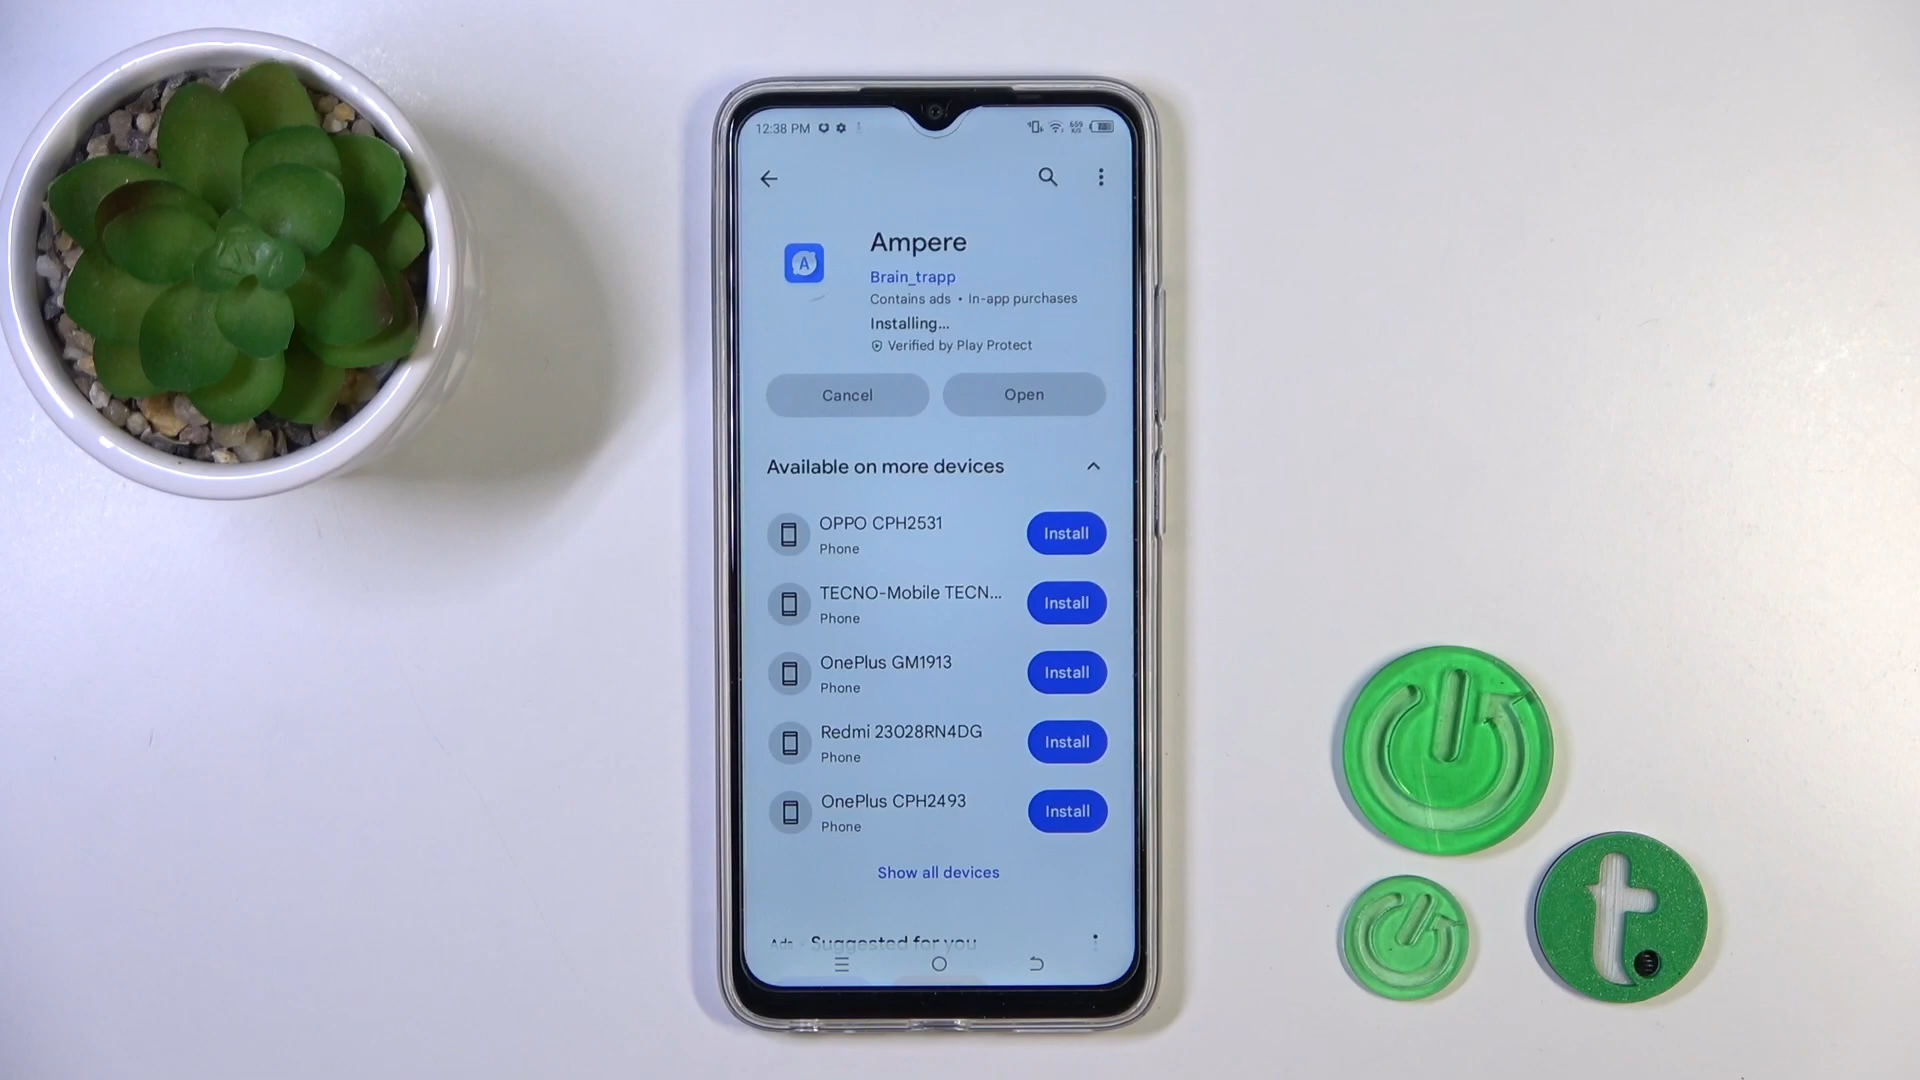 12:38 PM
659
K/S
Ampere
A
Brain_trapp
Contains ads • In-app purchases
Installing...
Verified by Play Protect
Cancel
Open
Available on more devices
OPPO CPH2531
Phone
Install
TECNO-Mobile TECN...
Phone
Install
OnePlus GM1913
Phone
Install
Redmi 23028RN4DG
Phone
Install
OnePlus CPH2493
Phone
Install
Show all devices
Ads • Suggested for you
t